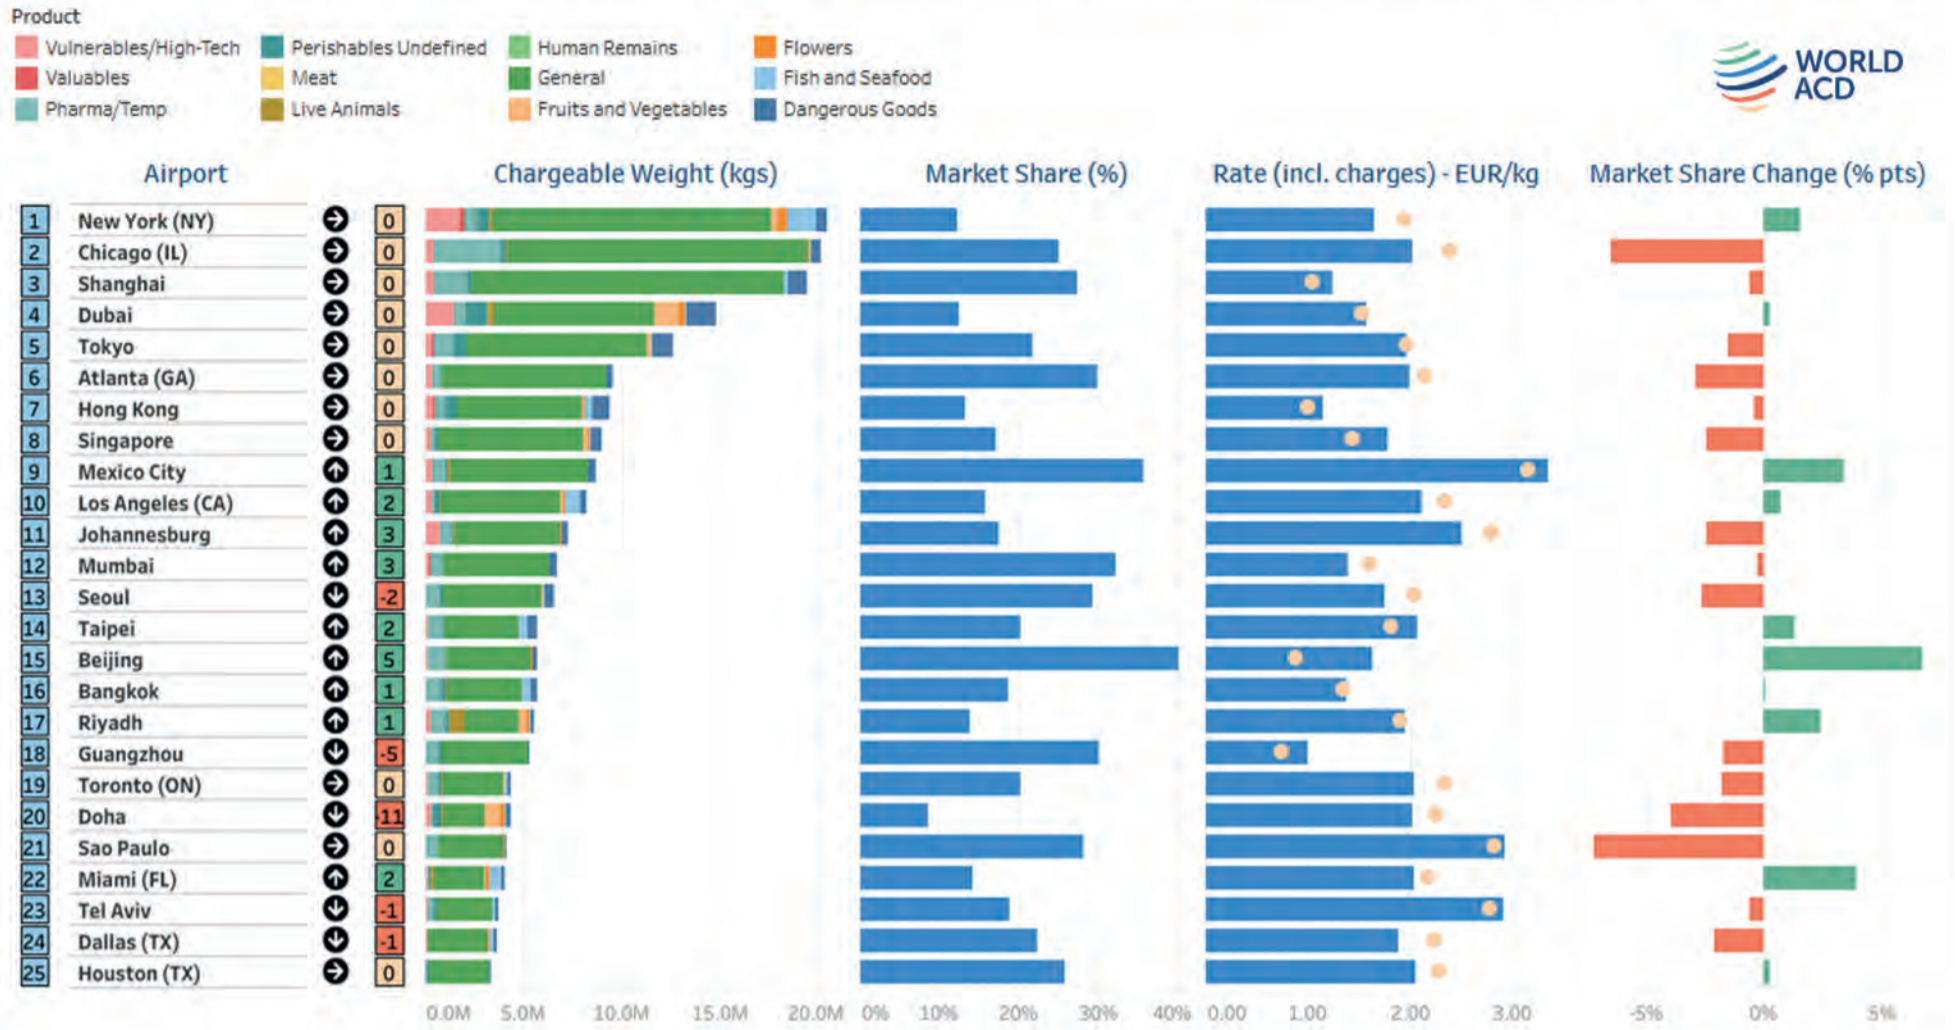 Product
Vulnerables/High-Tech Perishables Undefined Human Remains Flowers
Valuables Meat General Fish and Seafood
Pharma/Temp Live Animals Fruits and Vegetables Dangerous Goods
WORLD
ACD
Airport Chargeable Weight (kgs) Market Share (%) Rate (incl. charges) - EUR/kg Market Share Change (% pts)
1 New York (NY) 0
2 Chicago (IL) 0
3 Shanghai 0
4 Dubai 0
5 Tokyo 0
6 Atlanta (GA) 0
7 Hong Kong 0
8 Singapore 0
9 Mexico City 1
10 Los Angeles (CA) 2
11 Johannesburg 3
12 Mumbai 3
13 Seoul -2
14 Taipei 2
15 Beijing 5
16 Bangkok 1
17 Riyadh 1
18 Guangzhou -5
19 Toronto (ON) 0
20 Doha -11
21 Sao Paulo 0
22 Miami (FL) 2
23 Tel Aviv -1
24 Dallas (TX) -1
25 Houston (TX) 0
0.0M 5.0M 10.0M 15.0M 20.0M 0% 10% 20% 30% 40% 0.00 1.00 2.00 3.00 -5% 0% 5%